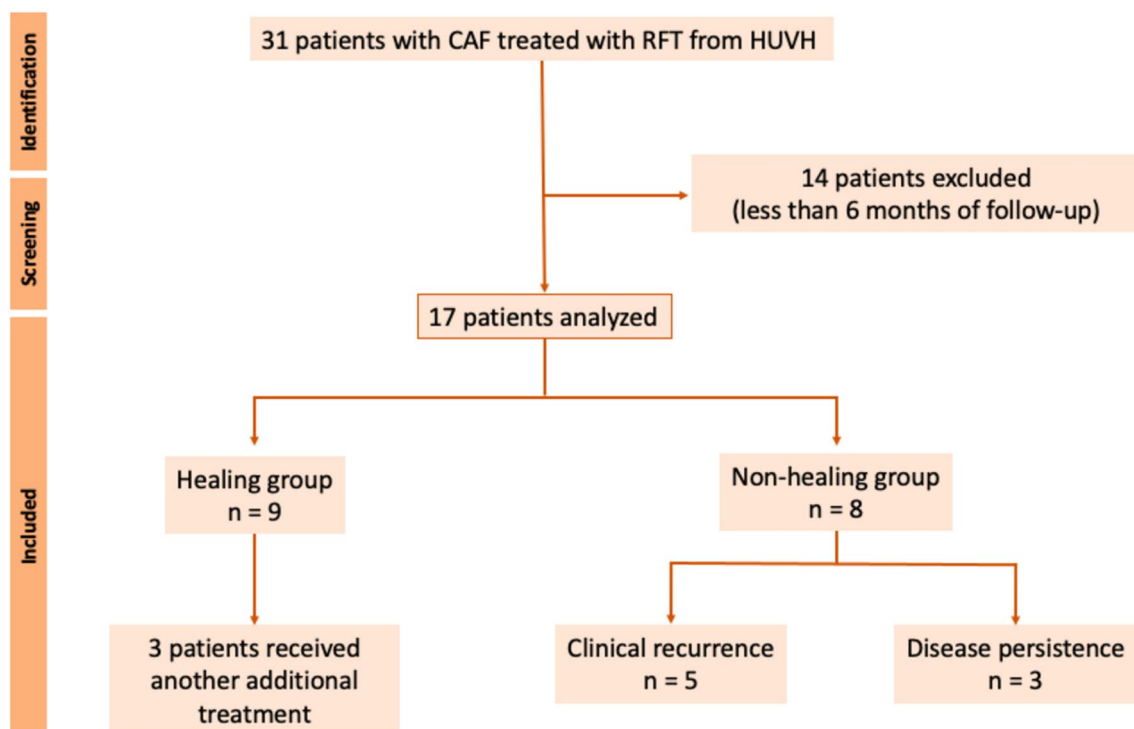 Identification
31 patients with CAF treated with RFT from HUVH
Screening
14 patients excluded
(less than 6 months of follow-up)
17 patients analyzed
Included
Healing group
n = 9
Non-healing group
n = 8
3 patients received
another additional
treatment
Clinical recurrence
n = 5
Disease persistence
n = 3